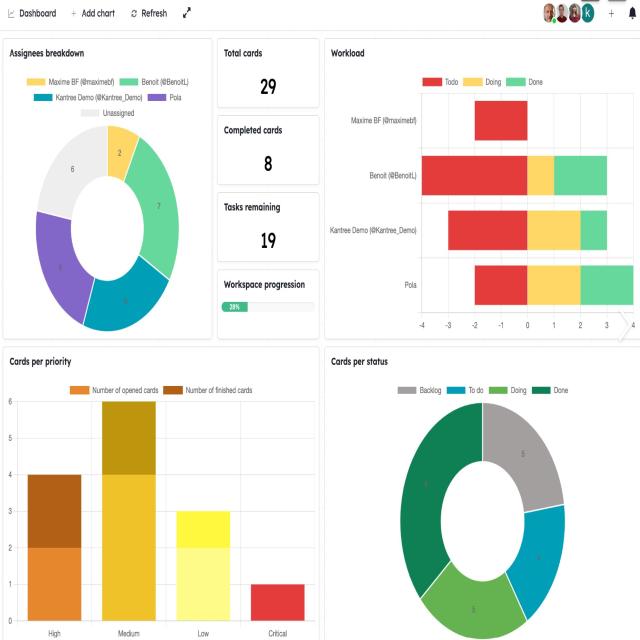 Dashboard + Add chart Refresh
k +
Assignees breakdown
Maxime BF (@maximebf) Benoit (@BenoitL)
Kantree Demo (@Kantree_Demo) Pola
Unassigned
2
7
6
Total cards
29
Completed cards
8
Tasks remaining
19
Workspace progression
28%
Workload
Todo Doing Done
Maxime BF (@maximebf)
Benoit (@BenoitL)
Kantree Demo (@Kantree_Demo)
Pola
-4 -3 -2 -1 0 1 2 3 4
Cards per priority
Number of opened cards Number of finished cards
6
5
4
3
2
1
0
High Medium Low Critical
Cards per status
Backlog To do Doing Done
5
5